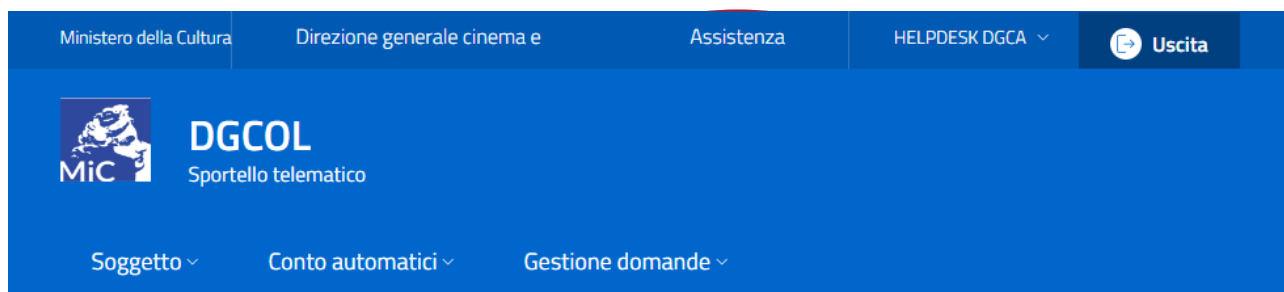 Ministero della Cultura
Direzione generale cinema e
Assistenza
HELPDESK DGCA
Uscita
MiC
DGCOL
Sportello telematico
Soggetto
Conto automatici
Gestione domande